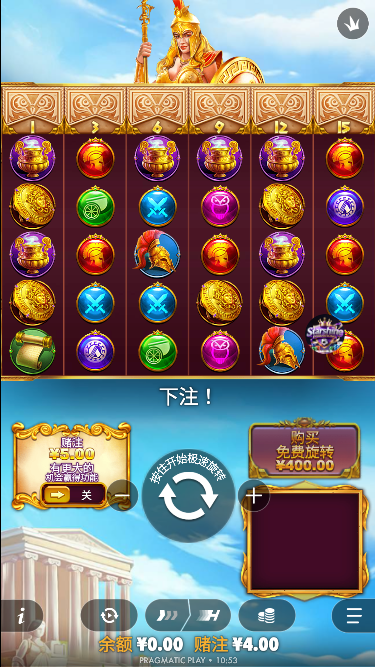 1 3 6 9 12 15
Starshine
下注！
赌注
¥5.00
有更大的
机会赢得功能
关
按住开始极速旋转
购买
免费旋转
¥400.00
余额 ¥0.00 赌注 ¥4.00
PRAGMATIC PLAY • 10:53